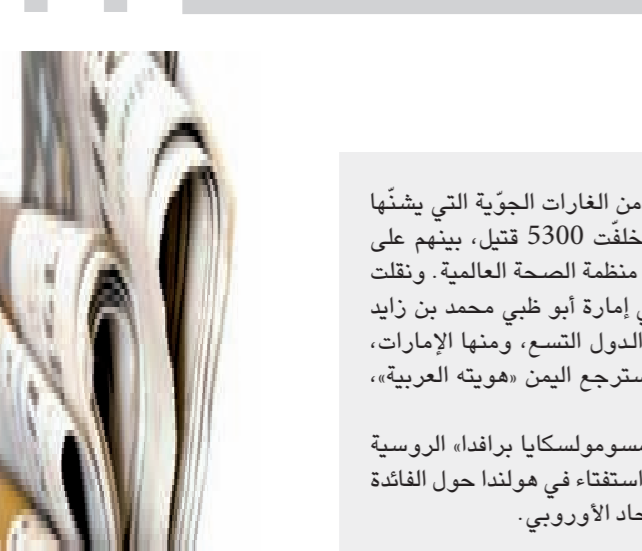 من الغارات الجوّية التي يشنّها
خلفّت 5300 قتيل، بينهم على
منظمة الصحة العالمية. ونقلت
إمارة أبو ظبي محمد بن زايد
الدول التسع، ومنها الإمارات،
سترجع اليمن «هويته العربية»،
سومولسكايا برافدا» الروسية
استفتاء في هولندا حول الفائدة
حاد الأوروبي.